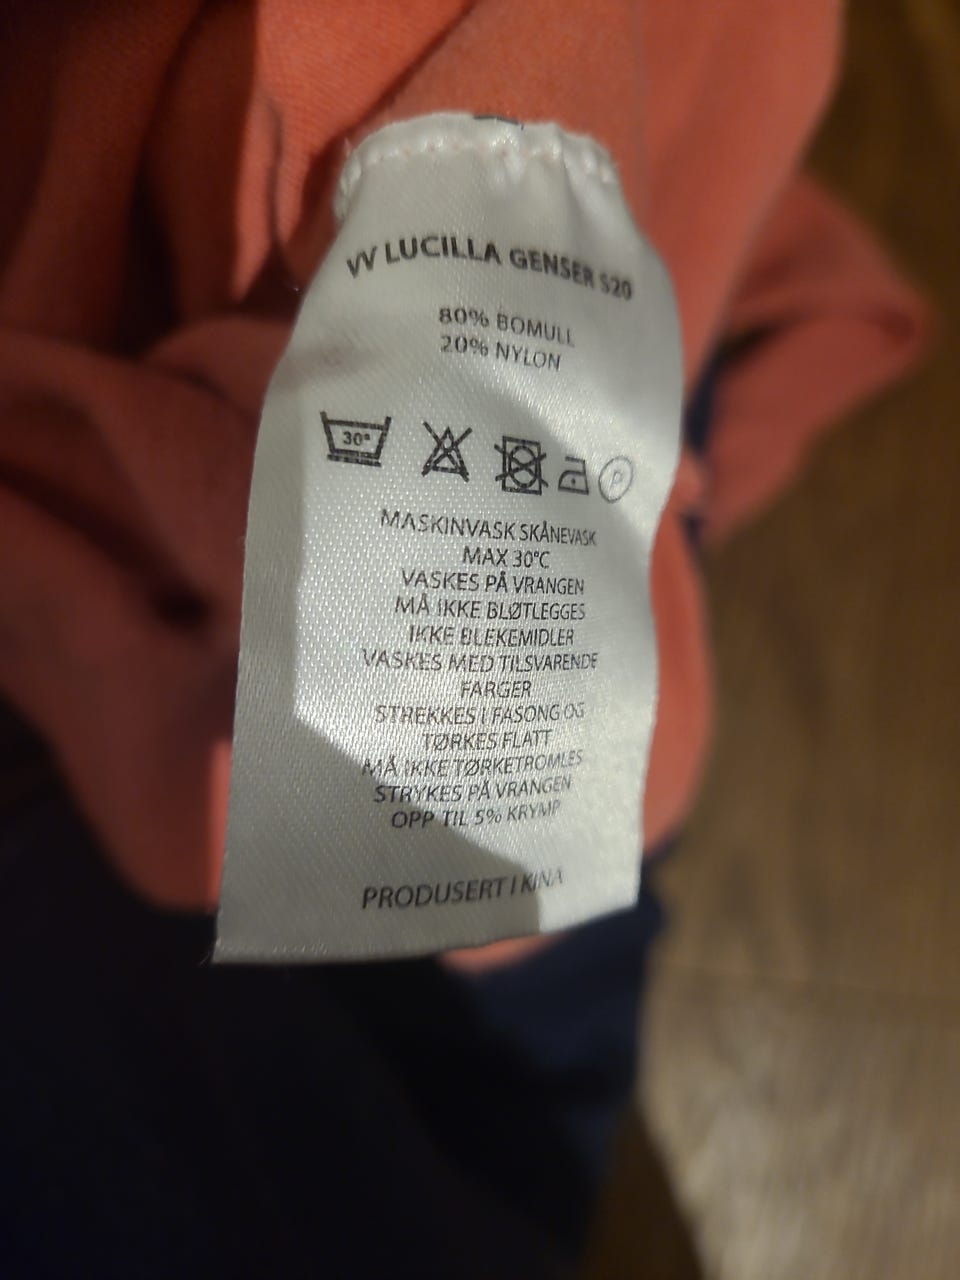 VV LUCILLA GENSER S20
80% BOMULL
20% NYLON
30°
P
MASKINVASK SKÅNEVASK
MAX 30°C
VASKES PÅ VRANGEN
MÅ IKKE BLØTLEGGES
IKKE BLEKEMIDLER
VASKES MED TILSVARENDE
FARGER
STREKKES I FASONG OG
TØRKES FLATT
MÅ IKKE TØRKETROMLES
STRYKES PÅ VRANGEN
OPP TIL 5% KRYMP
PRODUSERT I KINA